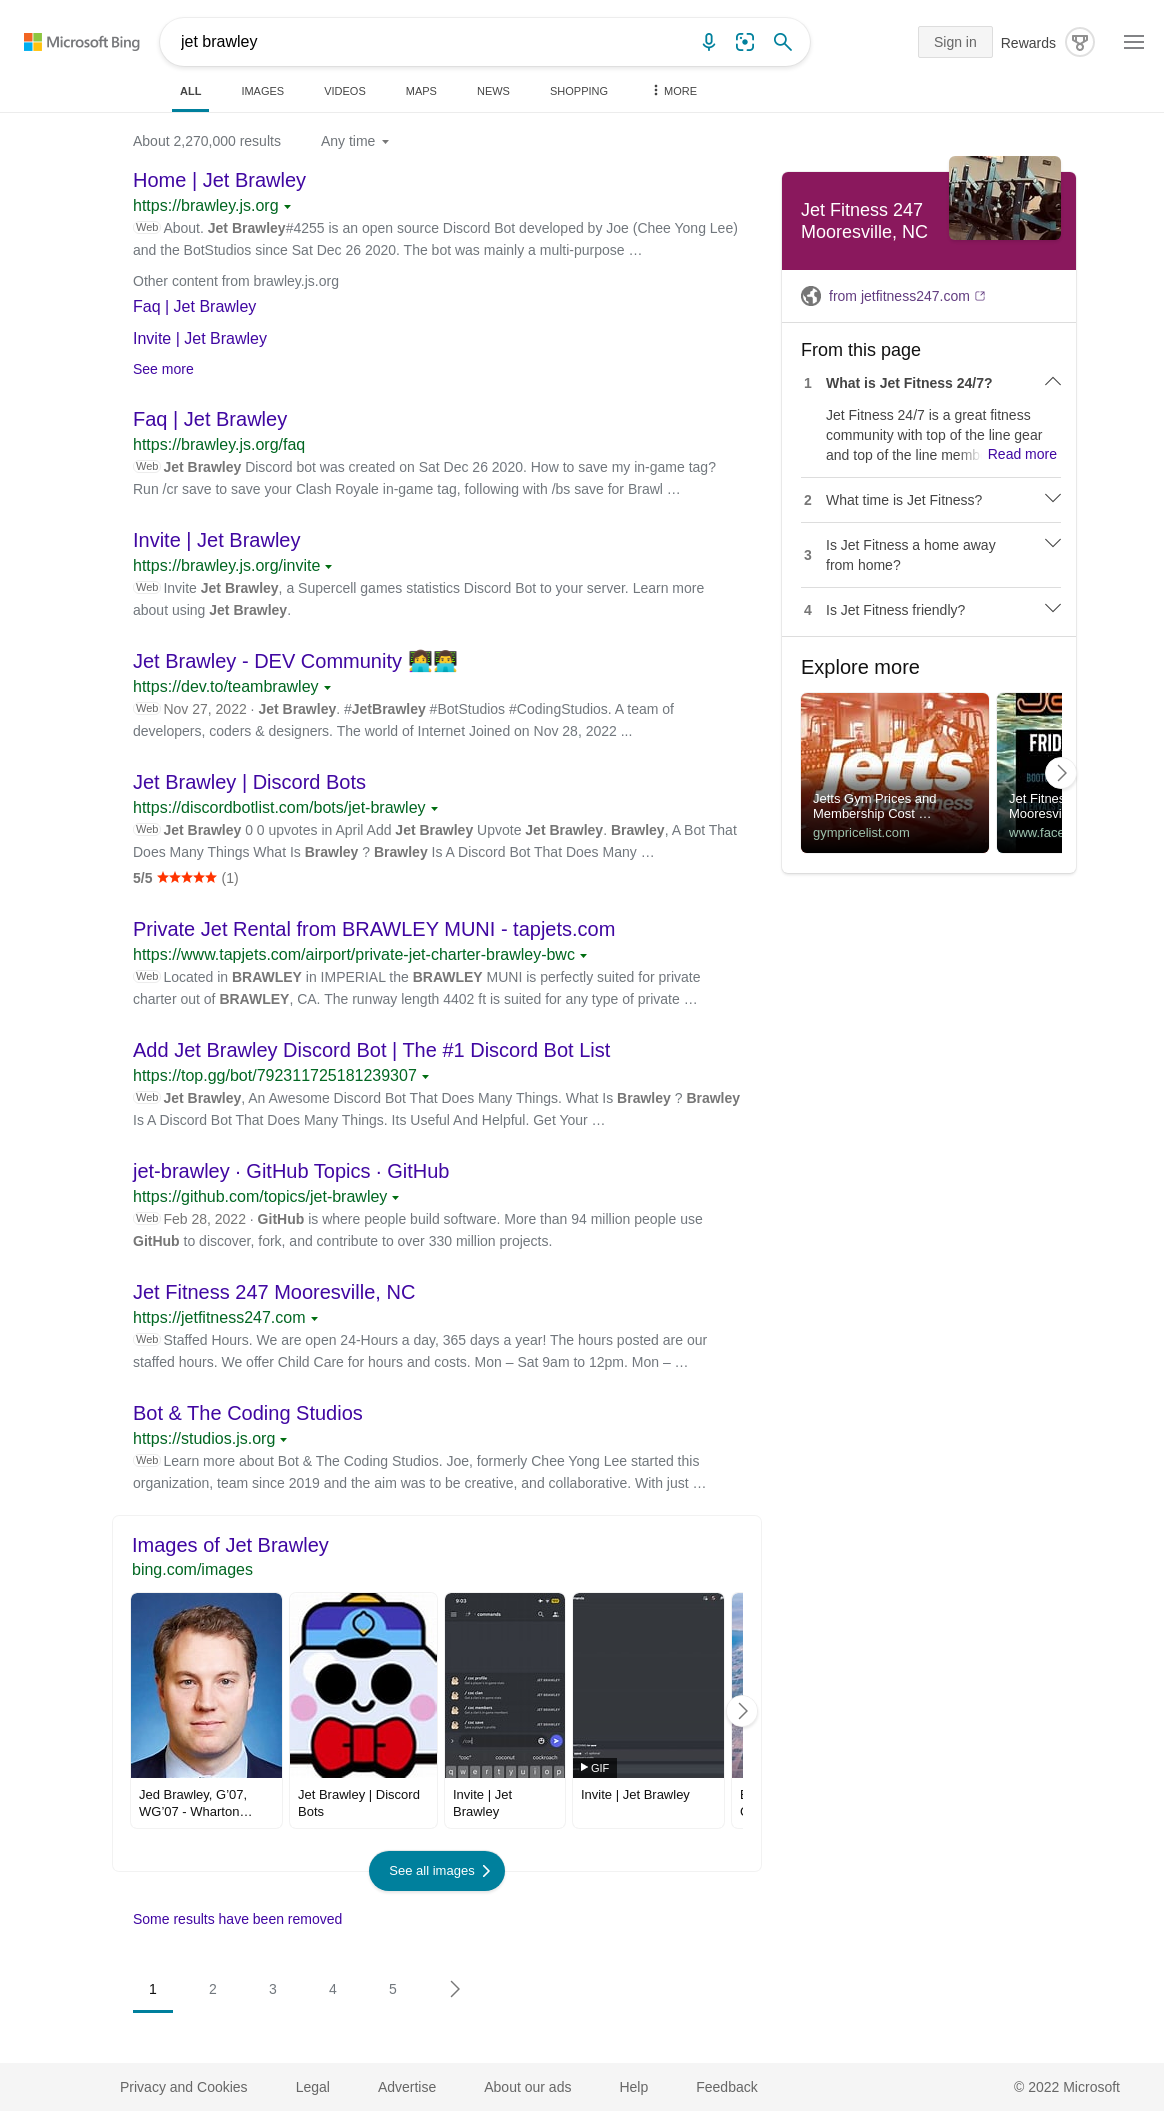 Microsoft Bing
jet brawley
Sign in
Rewards
ALL
IMAGES
VIDEOS
MAPS
NEWS
SHOPPING
MORE
About 2,270,000 results
Any time
Home | Jet Brawley
https://brawley.js.org
Web About. Jet Brawley#4255 is an open source Discord Bot developed by Joe (Chee Yong Lee)
and the BotStudios since Sat Dec 26 2020. The bot was mainly a multi-purpose …
Other content from brawley.js.org
Faq | Jet Brawley
Invite | Jet Brawley
See more
Faq | Jet Brawley
https://brawley.js.org/faq
Web Jet Brawley Discord bot was created on Sat Dec 26 2020. How to save my in-game tag?
Run /cr save to save your Clash Royale in-game tag, following with /bs save for Brawl …
Invite | Jet Brawley
https://brawley.js.org/invite
Web Invite Jet Brawley, a Supercell games statistics Discord Bot to your server. Learn more
about using Jet Brawley.
Jet Brawley - DEV Community 👩‍💻👨‍💻
https://dev.to/teambrawley
Web Nov 27, 2022 · Jet Brawley. #JetBrawley #BotStudios #CodingStudios. A team of
developers, coders & designers. The world of Internet Joined on Nov 28, 2022 ...
Jet Brawley | Discord Bots
https://discordbotlist.com/bots/jet-brawley
Web Jet Brawley 0 0 upvotes in April Add Jet Brawley Upvote Jet Brawley. Brawley, A Bot That
Does Many Things What Is Brawley ? Brawley Is A Discord Bot That Does Many …
5/5 ★★★★★ (1)
Private Jet Rental from BRAWLEY MUNI - tapjets.com
https://www.tapjets.com/airport/private-jet-charter-brawley-bwc
Web Located in BRAWLEY in IMPERIAL the BRAWLEY MUNI is perfectly suited for private
charter out of BRAWLEY, CA. The runway length 4402 ft is suited for any type of private …
Add Jet Brawley Discord Bot | The #1 Discord Bot List
https://top.gg/bot/792311725181239307
Web Jet Brawley, An Awesome Discord Bot That Does Many Things. What Is Brawley ? Brawley
Is A Discord Bot That Does Many Things. Its Useful And Helpful. Get Your …
jet-brawley · GitHub Topics · GitHub
https://github.com/topics/jet-brawley
Web Feb 28, 2022 · GitHub is where people build software. More than 94 million people use
GitHub to discover, fork, and contribute to over 330 million projects.
Jet Fitness 247 Mooresville, NC
https://jetfitness247.com
Web Staffed Hours. We are open 24-Hours a day, 365 days a year! The hours posted are our
staffed hours. We offer Child Care for hours and costs. Mon – Sat 9am to 12pm. Mon – …
Bot & The Coding Studios
https://studios.js.org
Web Learn more about Bot & The Coding Studios. Joe, formerly Chee Yong Lee started this
organization, team since 2019 and the aim was to be creative, and collaborative. With just …
Images of Jet Brawley
bing.com/images
9:03
commands
/ coc profile
/ coc clan
/ coc members
/ coc save
JET BRAWLEY
JET BRAWLEY
JET BRAWLEY
JET BRAWLEY
"coc"
coconut
cockroach
q w e r t y u i o p
GIF
Jed Brawley, G’07,
WG’07 - Wharton…
Jet Brawley | Discord
Bots
Invite | Jet
Brawley
Invite | Jet Brawley
See all images
Some results have been removed
1
2
3
4
5
Jet Fitness 247
Mooresville, NC
from jetfitness247.com
From this page
1 What is Jet Fitness 24/7?
Jet Fitness 24/7 is a great fitness
community with top of the line gear
and top of the line memb Read more
2 What time is Jet Fitness?
3 Is Jet Fitness a home away
from home?
4 Is Jet Fitness friendly?
Explore more
jetts
24 hour fitness
Jetts Gym Prices and
Membership Cost …
gympricelist.com
FRID
BOOT
Jet Fitnes
Mooresvi
www.face
Privacy and Cookies
Legal
Advertise
About our ads
Help
Feedback
© 2022 Microsoft